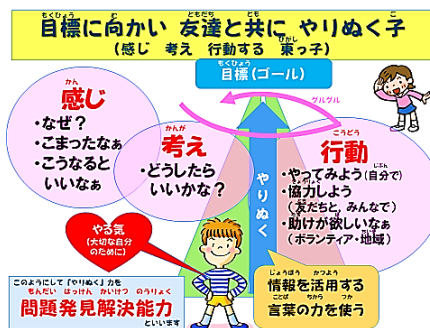 目標に向かい 友達と共に やりぬく子
(感じ 考え 行動する 東っ子)
目標(ゴール)
グルグル
感じ
・なぜ?
・こまったなぁ
・こうなると
いいなぁ
考え
・どうしたら
いいかな?
行動
・やってみよう(自分で)
・協力しよう
(友だちと、みんなで)
・助けが欲しいなぁ
(ボランティア・地域)
やりぬく
やる気
(大切な自分
のために)
このようにして「やりぬく」力を
問題発見解決能力
といいます
情報を活用する
言葉の力を使う